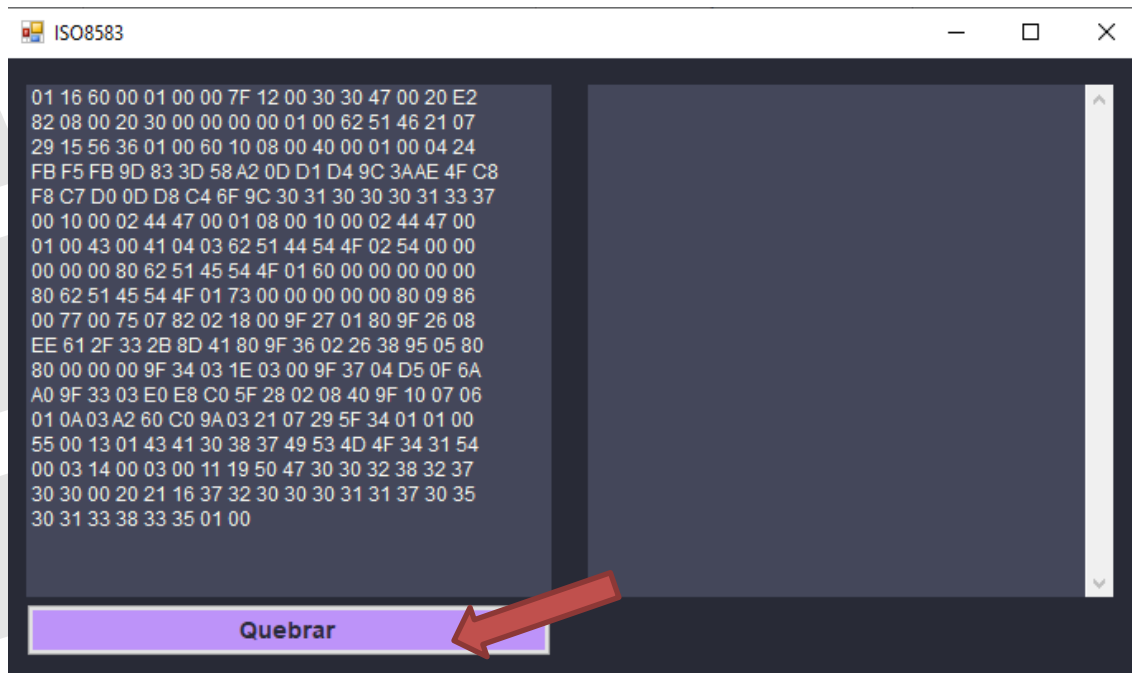 ISO8583
01 16 60 00 01 00 00 7F 12 00 30 30 47 00 20 E2
82 08 00 20 30 00 00 00 00 01 00 62 51 46 21 07
29 15 56 36 01 00 60 10 08 00 40 00 01 00 04 24
FB F5 FB 9D 83 3D 58 A2 0D D1 D4 9C 3AAE 4F C8
F8 C7 D0 0D D8 C4 6F 9C 30 31 30 30 30 31 33 37
00 10 00 02 44 47 00 01 08 00 10 00 02 44 47 00
01 00 43 00 41 04 03 62 51 44 54 4F 02 54 00 00
00 00 00 80 62 51 45 54 4F 01 60 00 00 00 00 00
80 62 51 45 54 4F 01 73 00 00 00 00 00 80 09 86
00 77 00 75 07 82 02 18 00 9F 27 01 80 9F 26 08
EE 61 2F 33 2B 8D 41 80 9F 36 02 26 38 95 05 80
80 00 00 00 9F 34 03 1E 03 00 9F 37 04 D5 0F 6A
A0 9F 33 03 E0 E8 C0 5F 28 02 08 40 9F 10 07 06
01 0A 03 A2 60 C0 9A 03 21 07 29 5F 34 01 01 00
55 00 13 01 43 41 30 38 37 49 53 4D 4F 34 31 54
00 03 14 00 03 00 11 19 50 47 30 30 32 38 32 37
30 30 00 20 21 16 37 32 30 30 30 31 31 37 30 35
30 31 33 38 33 35 01 00
Quebrar